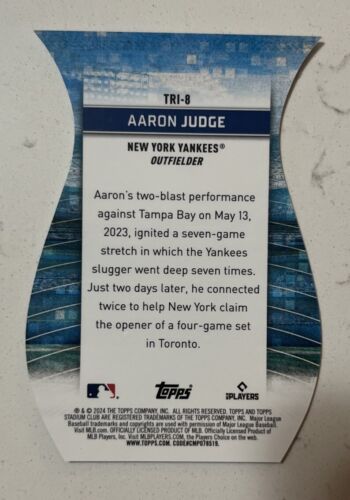 TRI-8
AARON JUDGE
NEW YORK YANKEES®
OUTFIELDER
Aaron's two-blast performance
against Tampa Bay on May 13,
2023, ignited a seven-game
stretch in which the Yankees
slugger went deep seven times.
Just two days later, he connected
twice to help New York claim
the opener of a four-game set
in Toronto.
Topps
PLAYERS
® & © 2024 THE TOPPS COMPANY, INC. ALL RIGHTS RESERVED. TOPPS AND TOPPS
STADIUM CLUB ARE REGISTERED TRADEMARKS OF THE TOPPS COMPANY, INC. Major League
Baseball trademarks and copyrights are used with permission of Major League Baseball.
Visit MLB.com. OFFICIALLY LICENSED PRODUCT OF MLB Players, Inc. Officially Licensed Product of
MLB Players, Inc. Visit MLBPLAYERS.com, the Players Choice on the web.
WWW.TOPPS.COM. CODE#CMP078519.